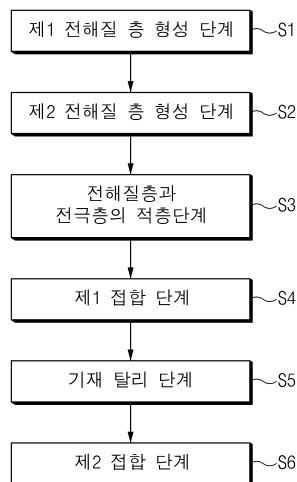 제1 전해질 층 형성 단계 S1
제2 전해질 층 형성 단계 S2
전해질층과
전극층의 적층단계 S3
제1 접합 단계 S4
기재 탈리 단계 S5
제2 접합 단계 S6